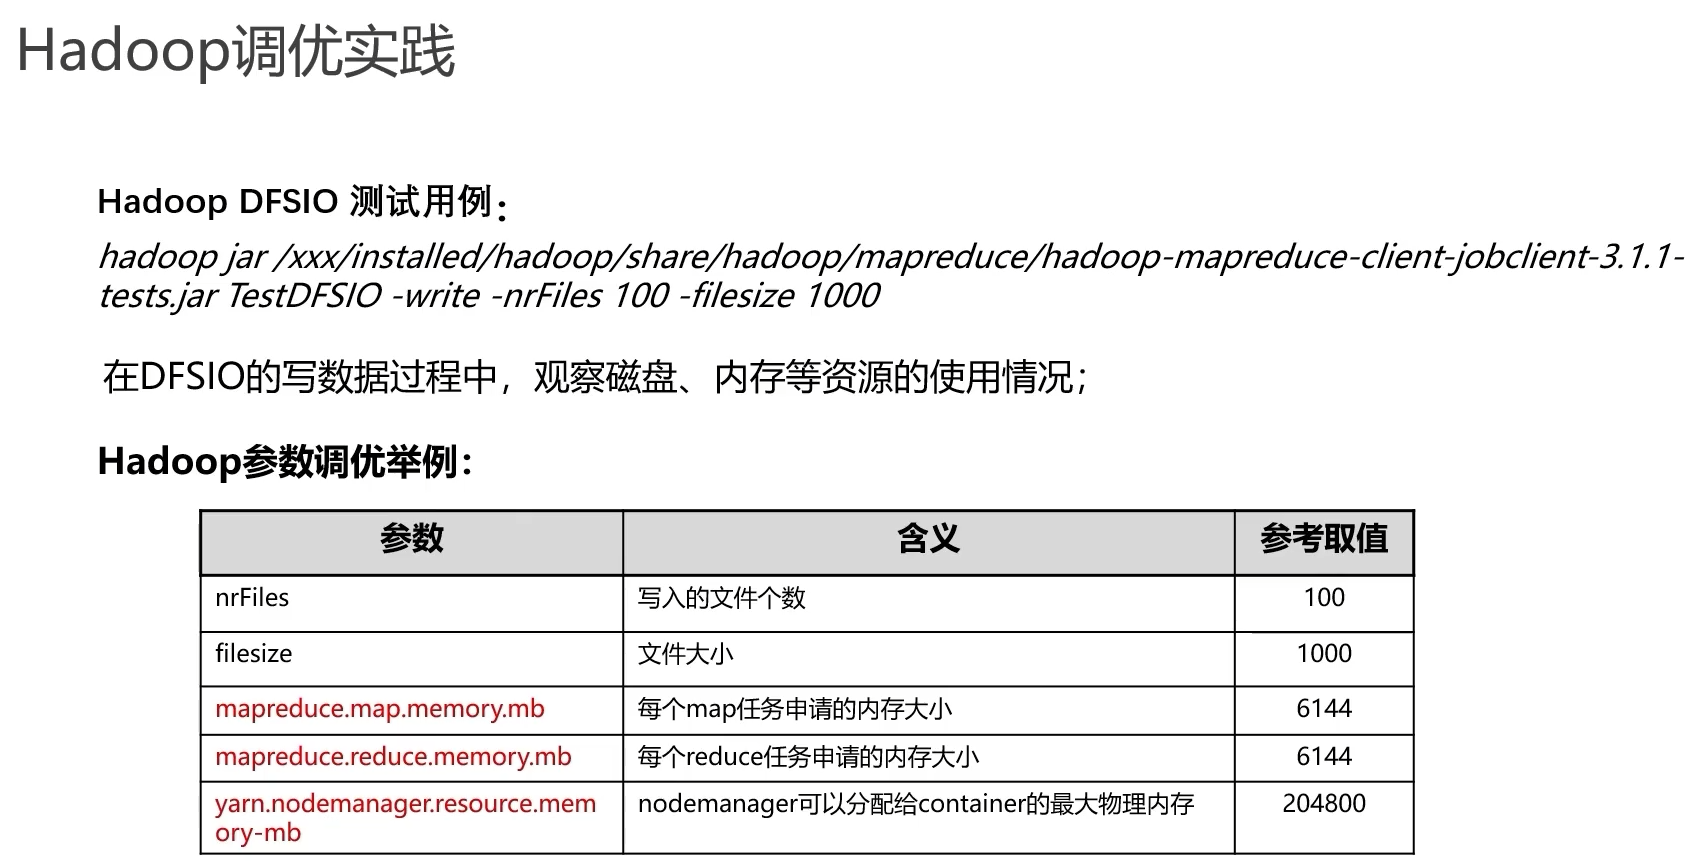 Hadoop调优实践
Hadoop DFSIO 测试用例：
hadoop jar /xxx/installed/hadoop/share/hadoop/mapreduce/hadoop-mapreduce-client-jobclient-3.1.1-
tests.jar TestDFSIO -write -nrFiles 100 -filesize 1000
在DFSIO的写数据过程中，观察磁盘、内存等资源的使用情况；
Hadoop参数调优举例：
参数 含义 参考取值
nrFiles 写入的文件个数 100
filesize 文件大小 1000
mapreduce.map.memory.mb 每个map任务申请的内存大小 6144
mapreduce.reduce.memory.mb 每个reduce任务申请的内存大小 6144
yarn.nodemanager.resource.mem nodemanager可以分配给container的最大物理内存 204800
ory-mb